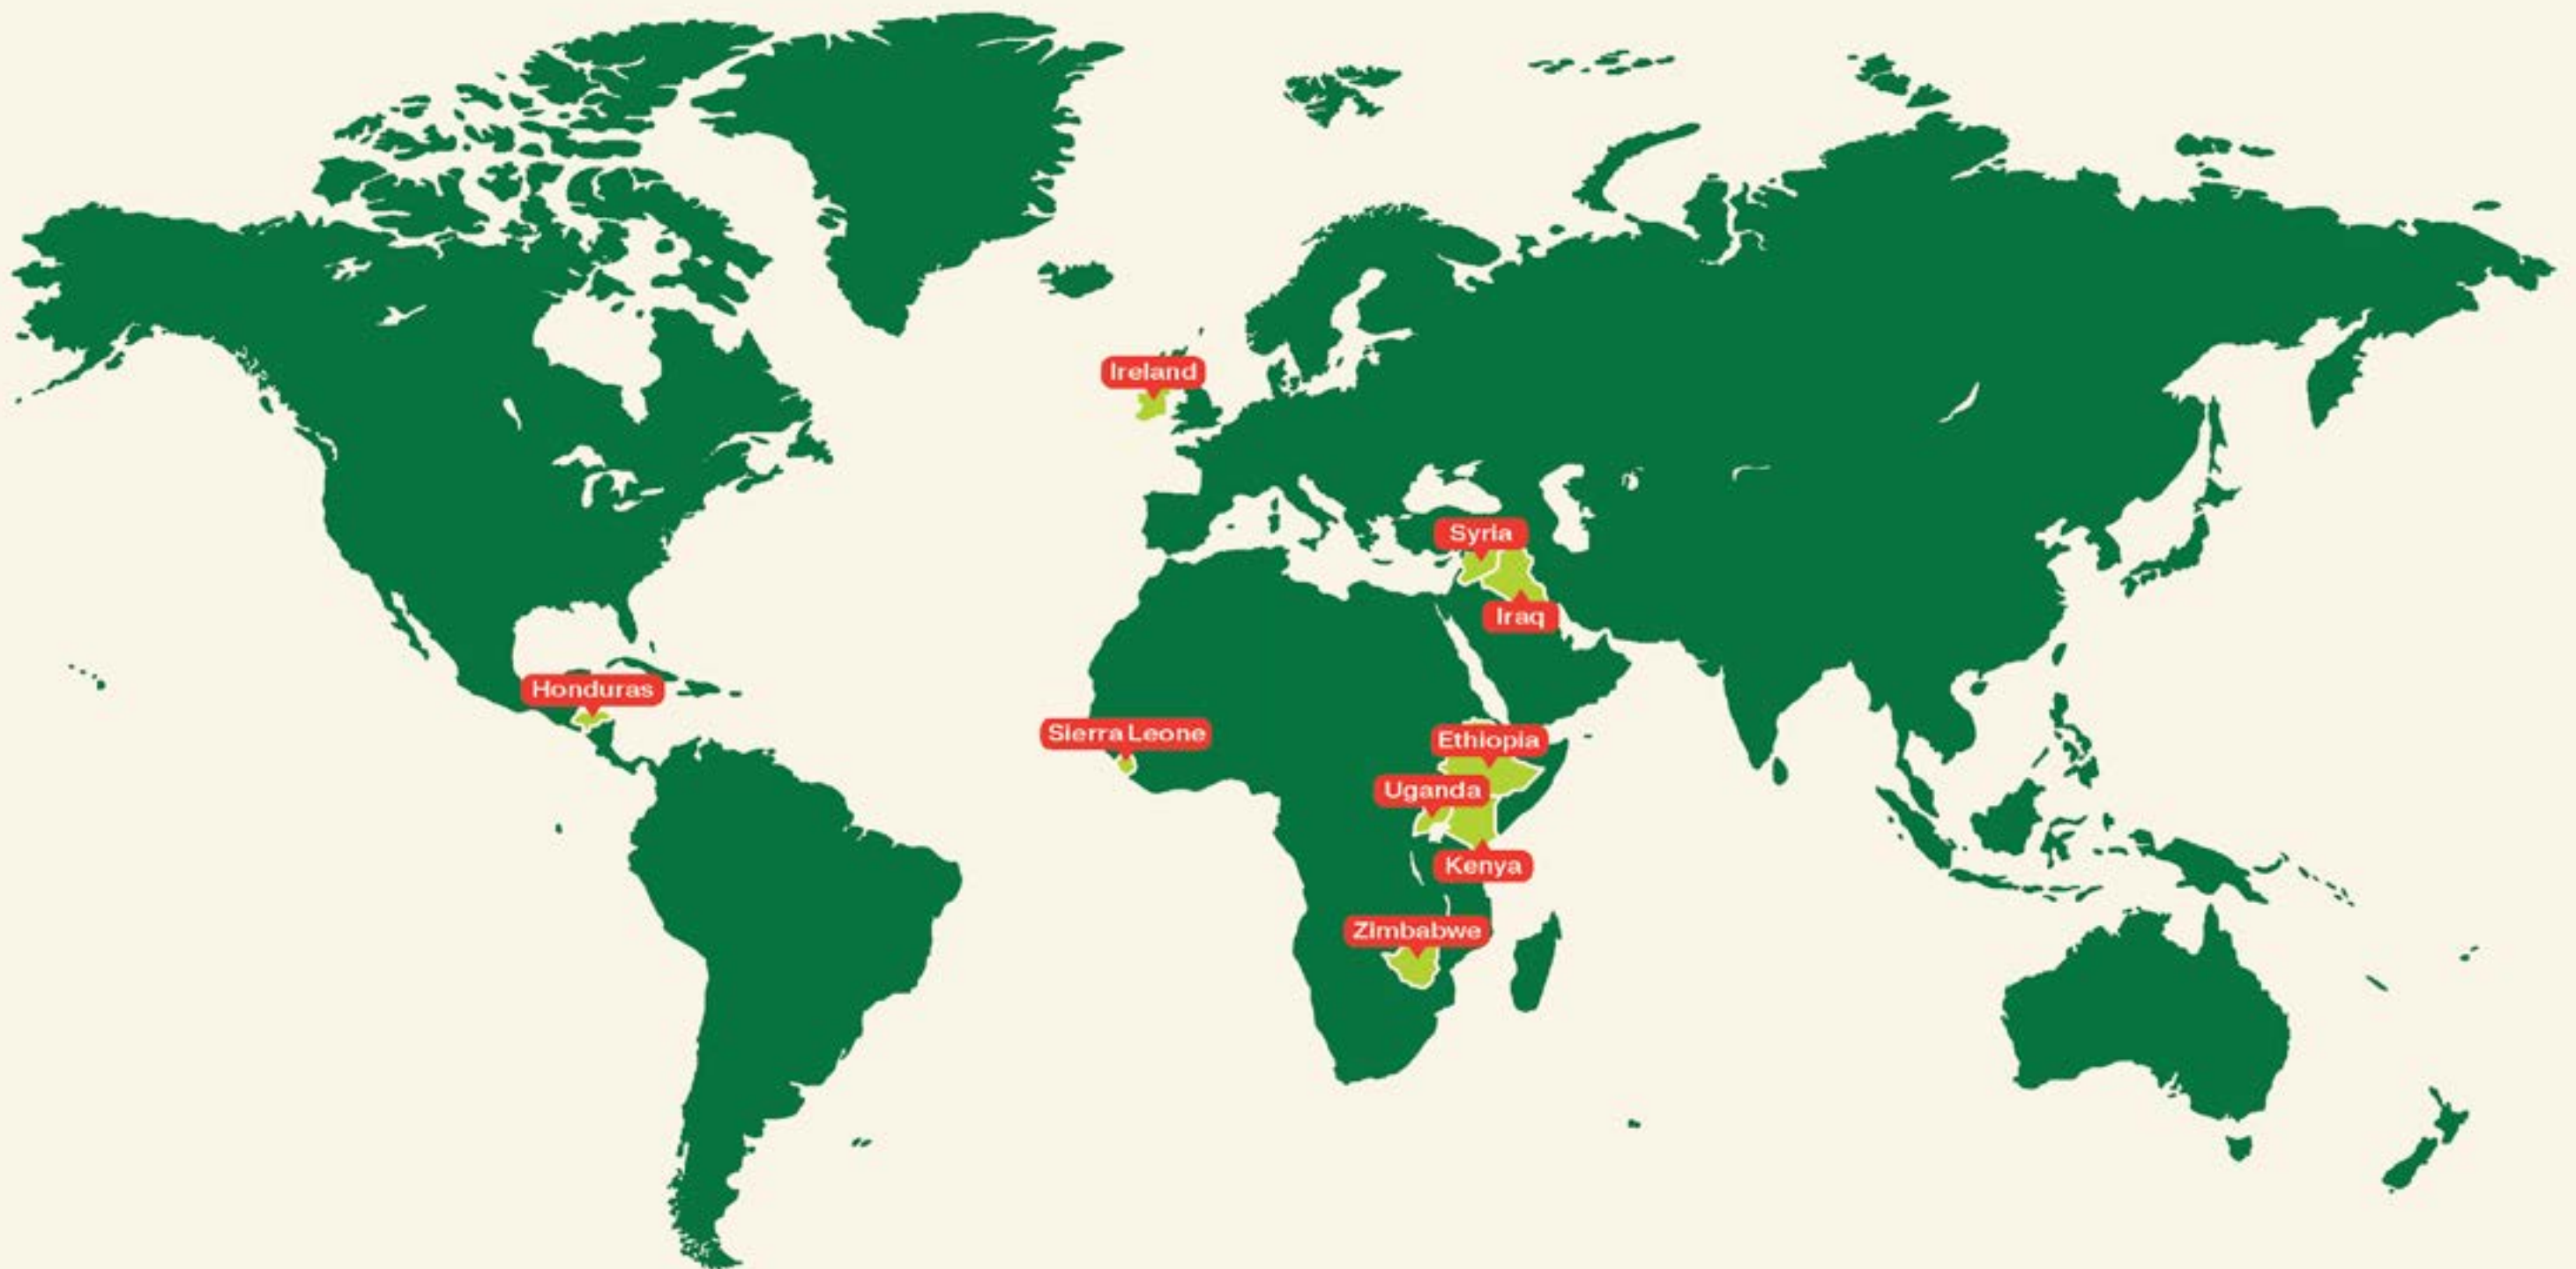 Ireland
Syria
Iraq
Honduras
Sierra Leone
Ethiopia
Uganda
Kenya
Zimbabwe